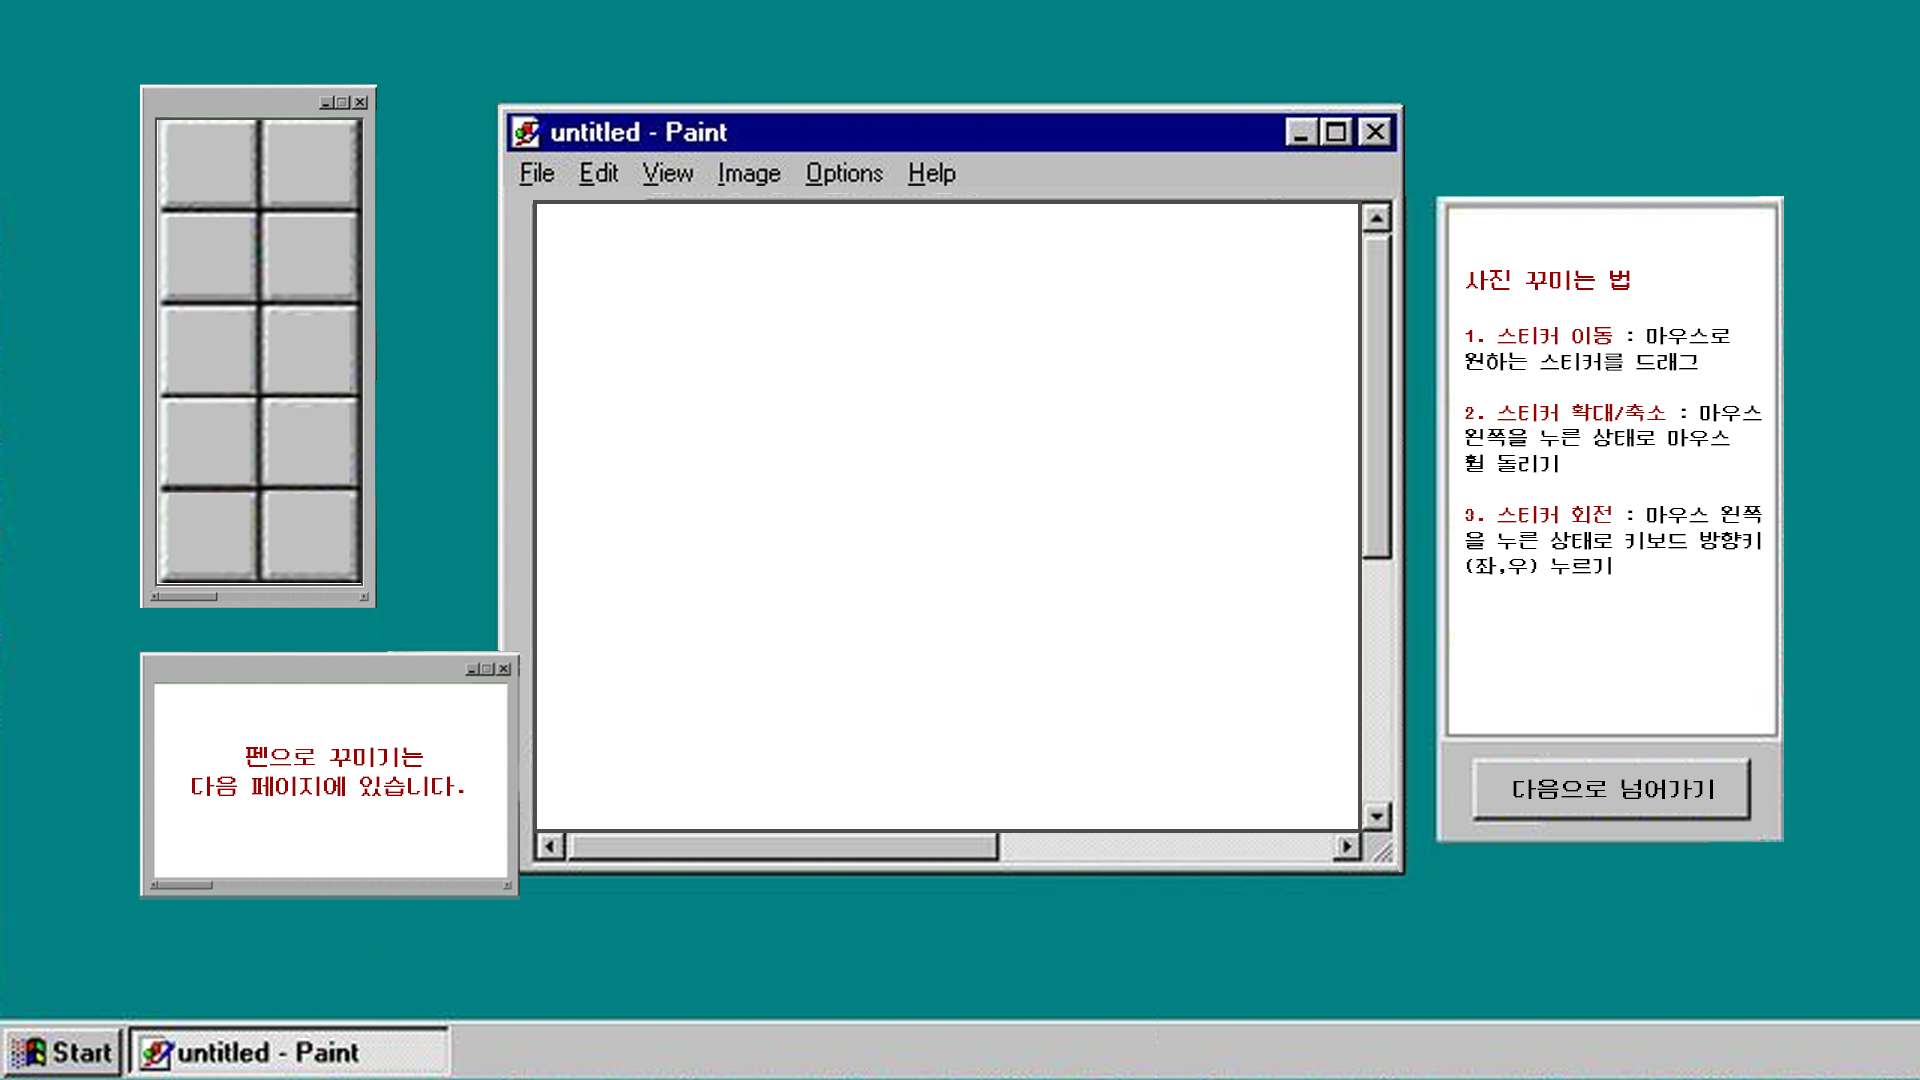 untitled - Paint
File Edit View Image Options Help
사진 꾸미는 법
1. 스티커 이동 : 마우스로
원하는 스티커를 드래그
2. 스티커 확대/축소 : 마우스
왼쪽을 누른 상태로 마우스
휠 돌리기
3. 스티커 회전 : 마우스 왼쪽
을 누른 상태로 키보드 방향키
(좌,우) 누르기
다음으로 넘어가기
펜으로 꾸미기는
다음 페이지에 있습니다.
Start
untitled - Paint